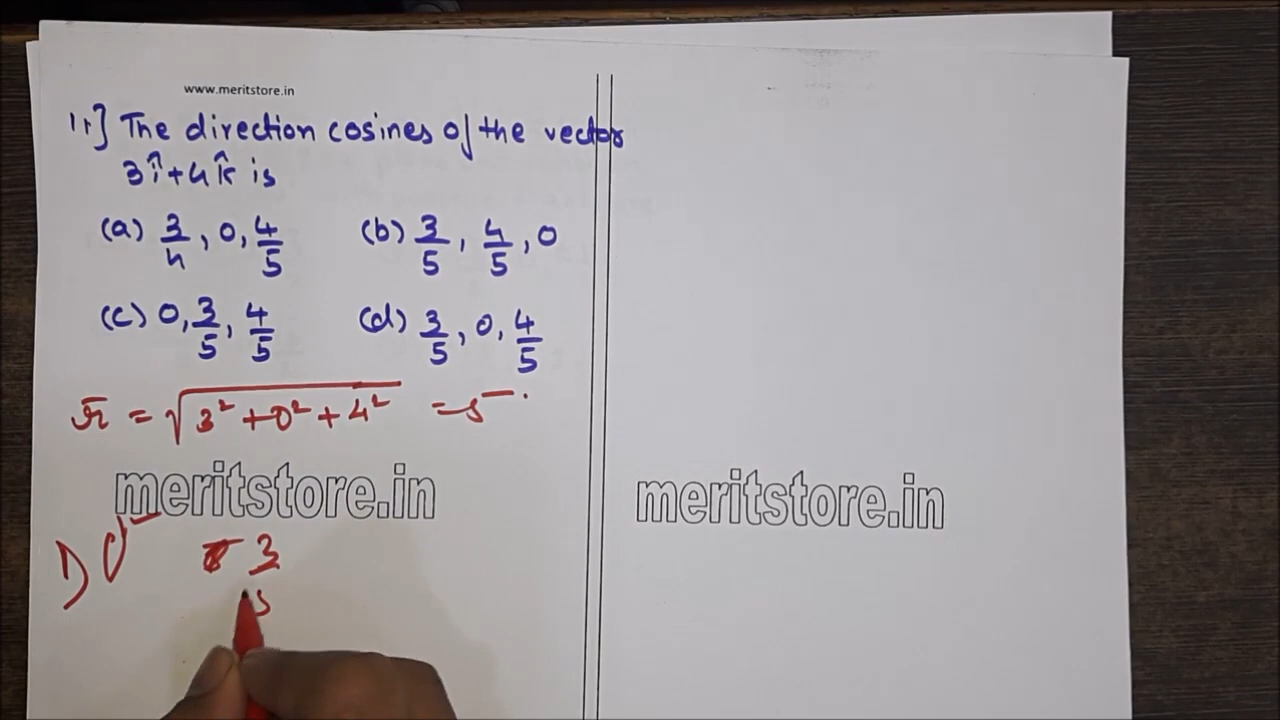 www.meritstore.in
11] The direction cosines of the vector
3î+4k̂ is
(a) 3/4, 0, 4/5 (b) 3/5, 4/5, 0
(c) 0, 3/5, 4/5 (d) 3/5, 0, 4/5
= √3²+0²+4² =5
meritstore.in
meritstore.in
3/5